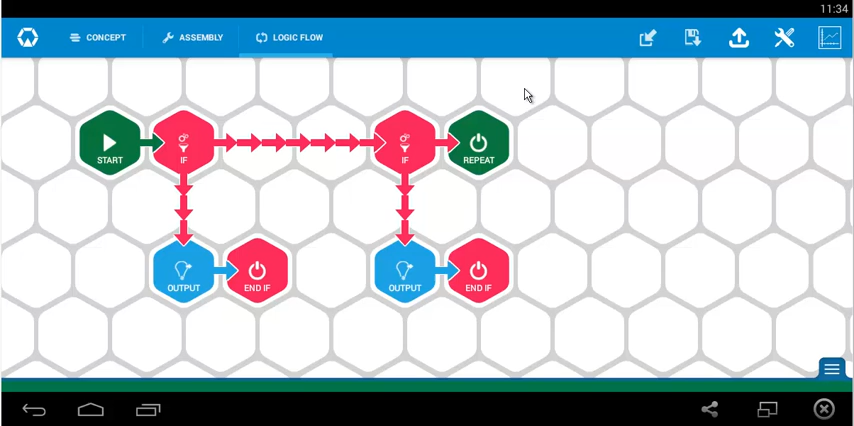 11:34
CONCEPT
ASSEMBLY
LOGIC FLOW
START
IF
IF
REPEAT
OUTPUT
END IF
OUTPUT
END IF